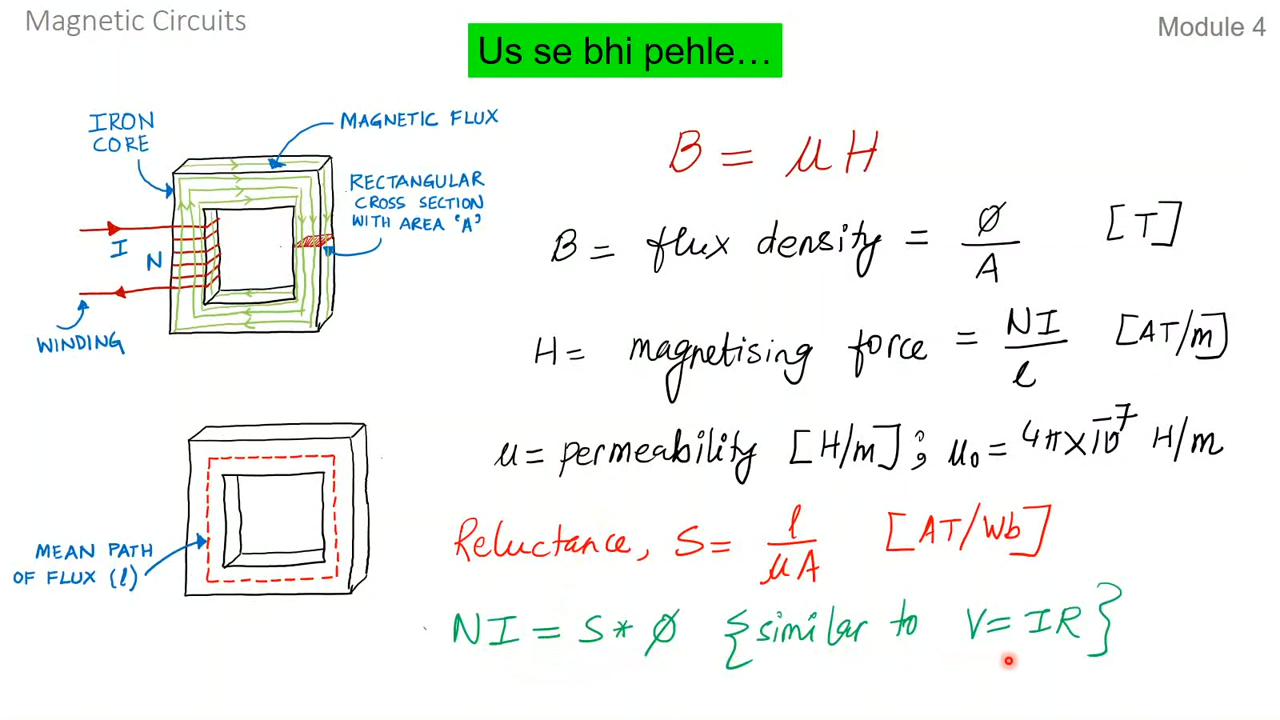 Magnetic Circuits
Module 4
Us se bhi pehle...
IRON
CORE
MAGNETIC FLUX
RECTANGULAR
CROSS SECTION
WITH AREA 'A'
I
N
WINDING
MEAN PATH
OF FLUX (l)
B = μH
B = flux density = Ø/A [T]
H = magnetising force = NI/l [AT/m]
μ = permeability [H/m]; μ₀ = 4π×10⁻⁷ H/m
Reluctance, S = l/μA [AT/Wb]
NI = S * Ø {similar to V = IR}